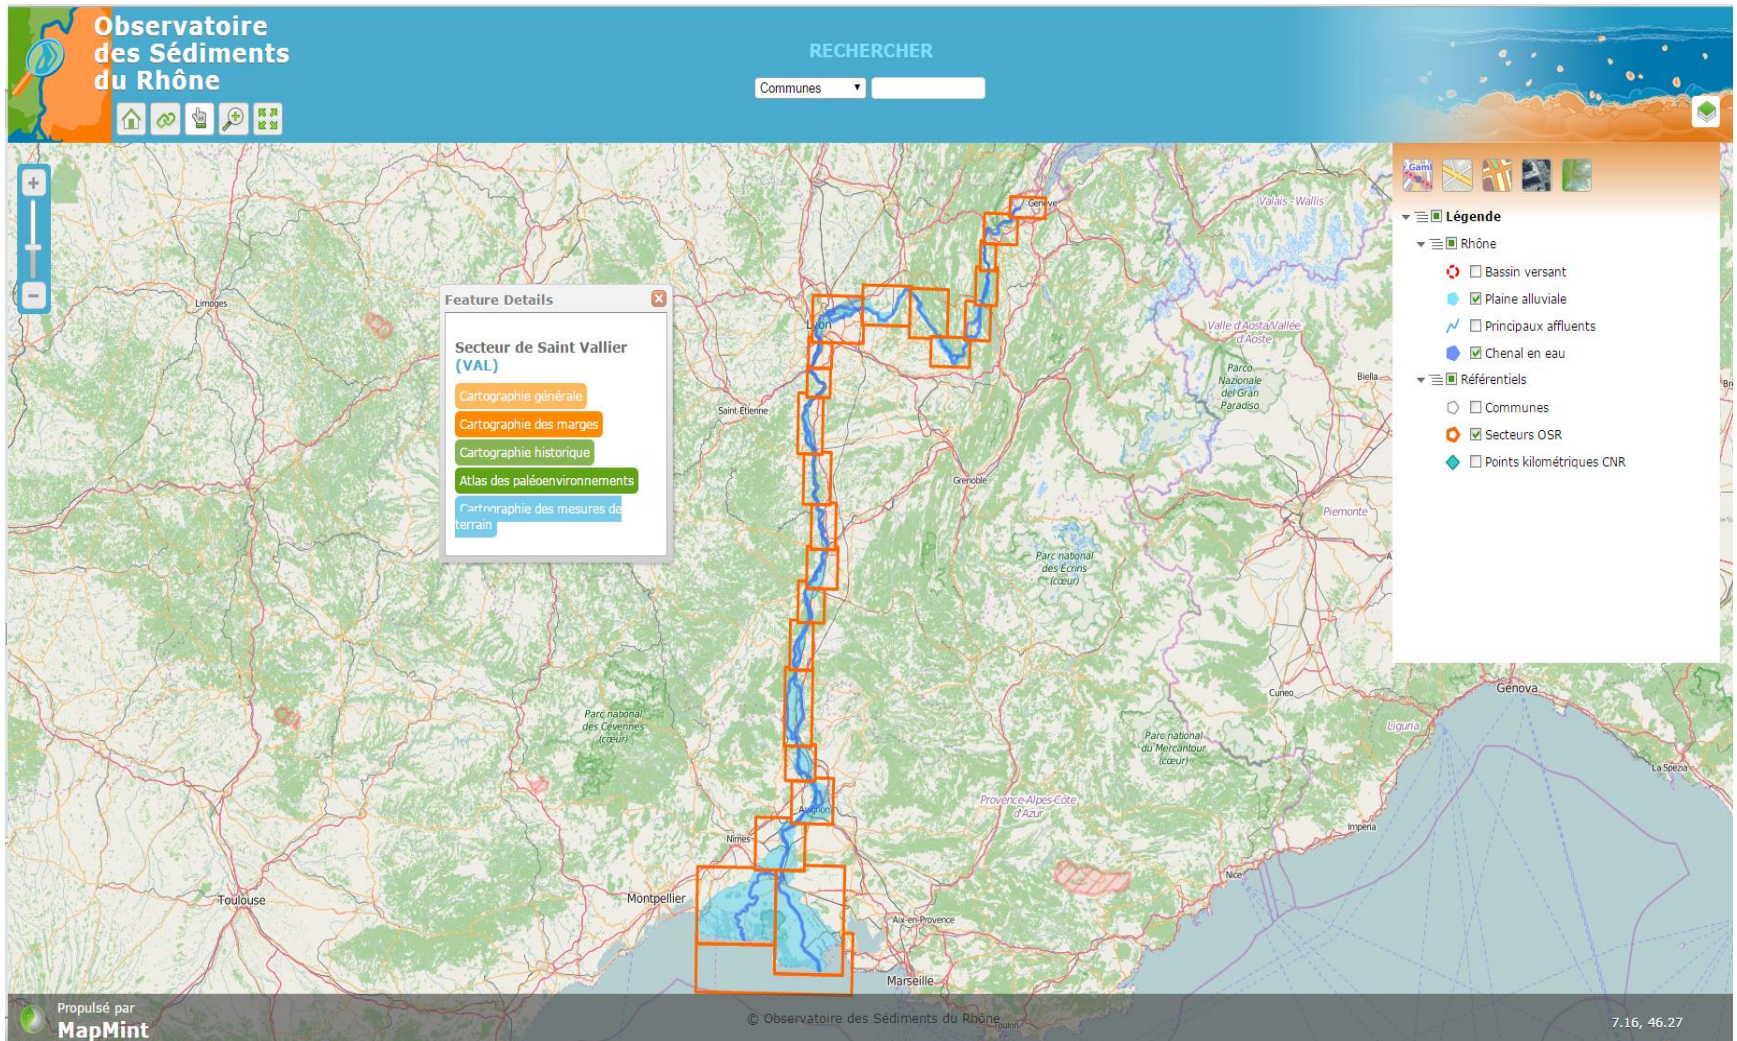 Observatoire
des Sédiments
du Rhône
RECHERCHER
Communes
Légende
Rhône
Bassin versant
Plaine alluviale
Principaux affluents
Chenal en eau
Référentiels
Communes
Secteurs OSR
Points kilométriques CNR
Feature Details
Secteur de Saint Vallier
(VAL)
Cartographie générale
Cartographie des marges
Cartographie historique
Atlas des paléoenvironnements
Cartographie des mesures de
terrain
Genève
Valais - Wallis
Limoges
Lyon
Valle d'Aosta/Vallée
d'Aoste
Parco
Nazionale
del Gran
Paradiso
Biella
Saint-Étienne
Grenoble
Piemonte
Parc national
des Écrins
(cœur)
Parc national
des Cévennes
(cœur)
Cuneo
Genova
Liguria
Parc national
du Mercantour
(cœur)
La Spezia
Provence-Alpes-Côte
d'Azur
Avignon
Imperia
Nîmes
Nice
Toulouse
Montpellier
Aix-en-Provence
Marseille
Toulon
Propulsé par
MapMint
© Observatoire des Sédiments du Rhône
7.16, 46.27